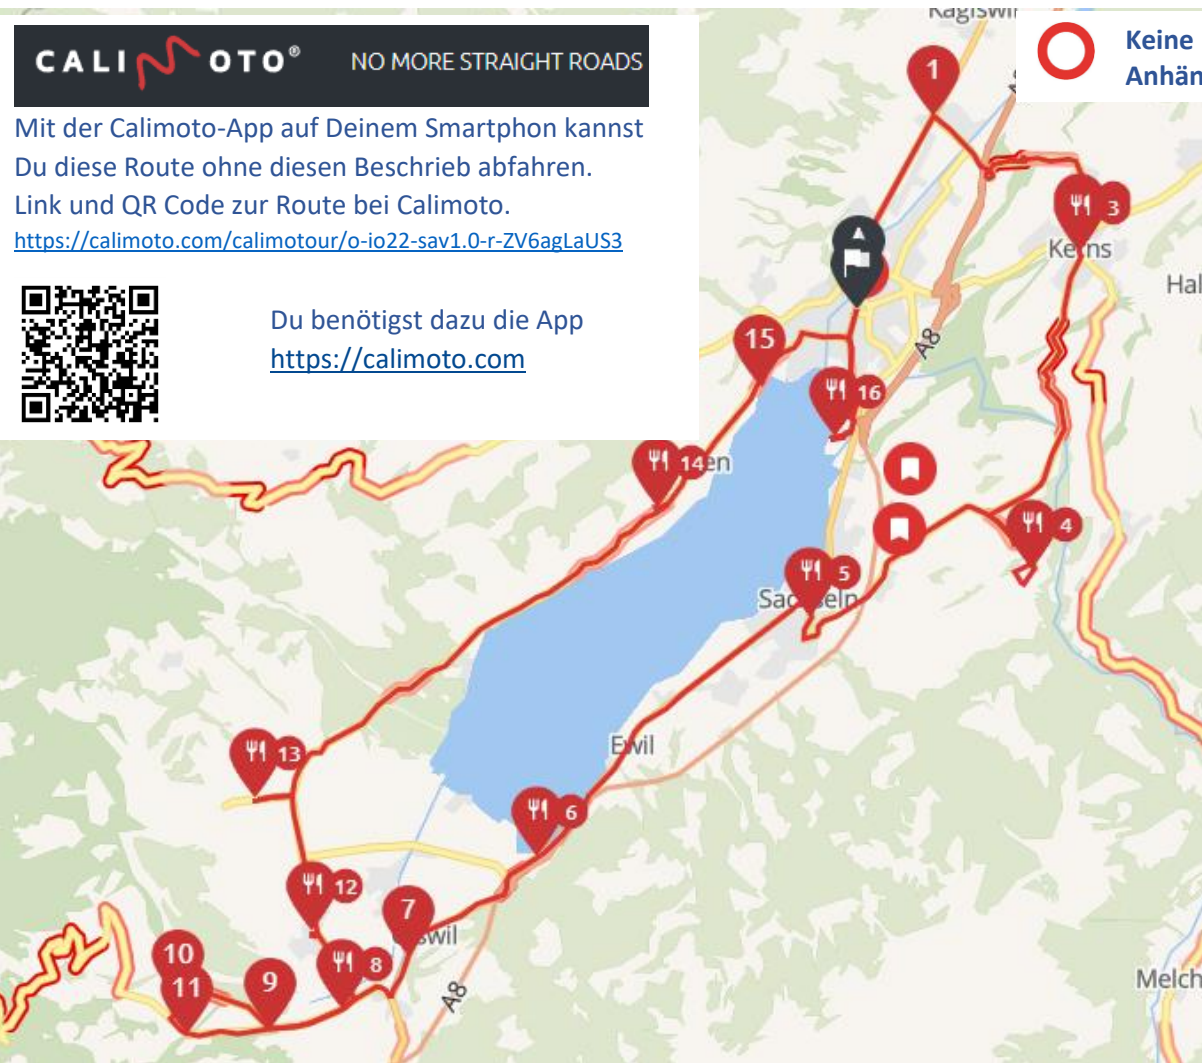 CALIMOTO® NO MORE STRAIGHT ROADS
Mit der Calimoto-App auf Deinem Smartphon kannst
Du diese Route ohne diesen Beschrieb abfahren.
Link und QR Code zur Route bei Calimoto.
https://calimoto.com/calimotour/o-io22-sav1.0-r-ZV6agLaUS3
Du benötigst dazu die App
https://calimoto.com
Keine
Anhän
1
3
Kerns
Hal
A8
15
16
14
en
4
5
Sachseln
Ewil
13
6
12
7
swil
8
10
11
9
A8
Melch